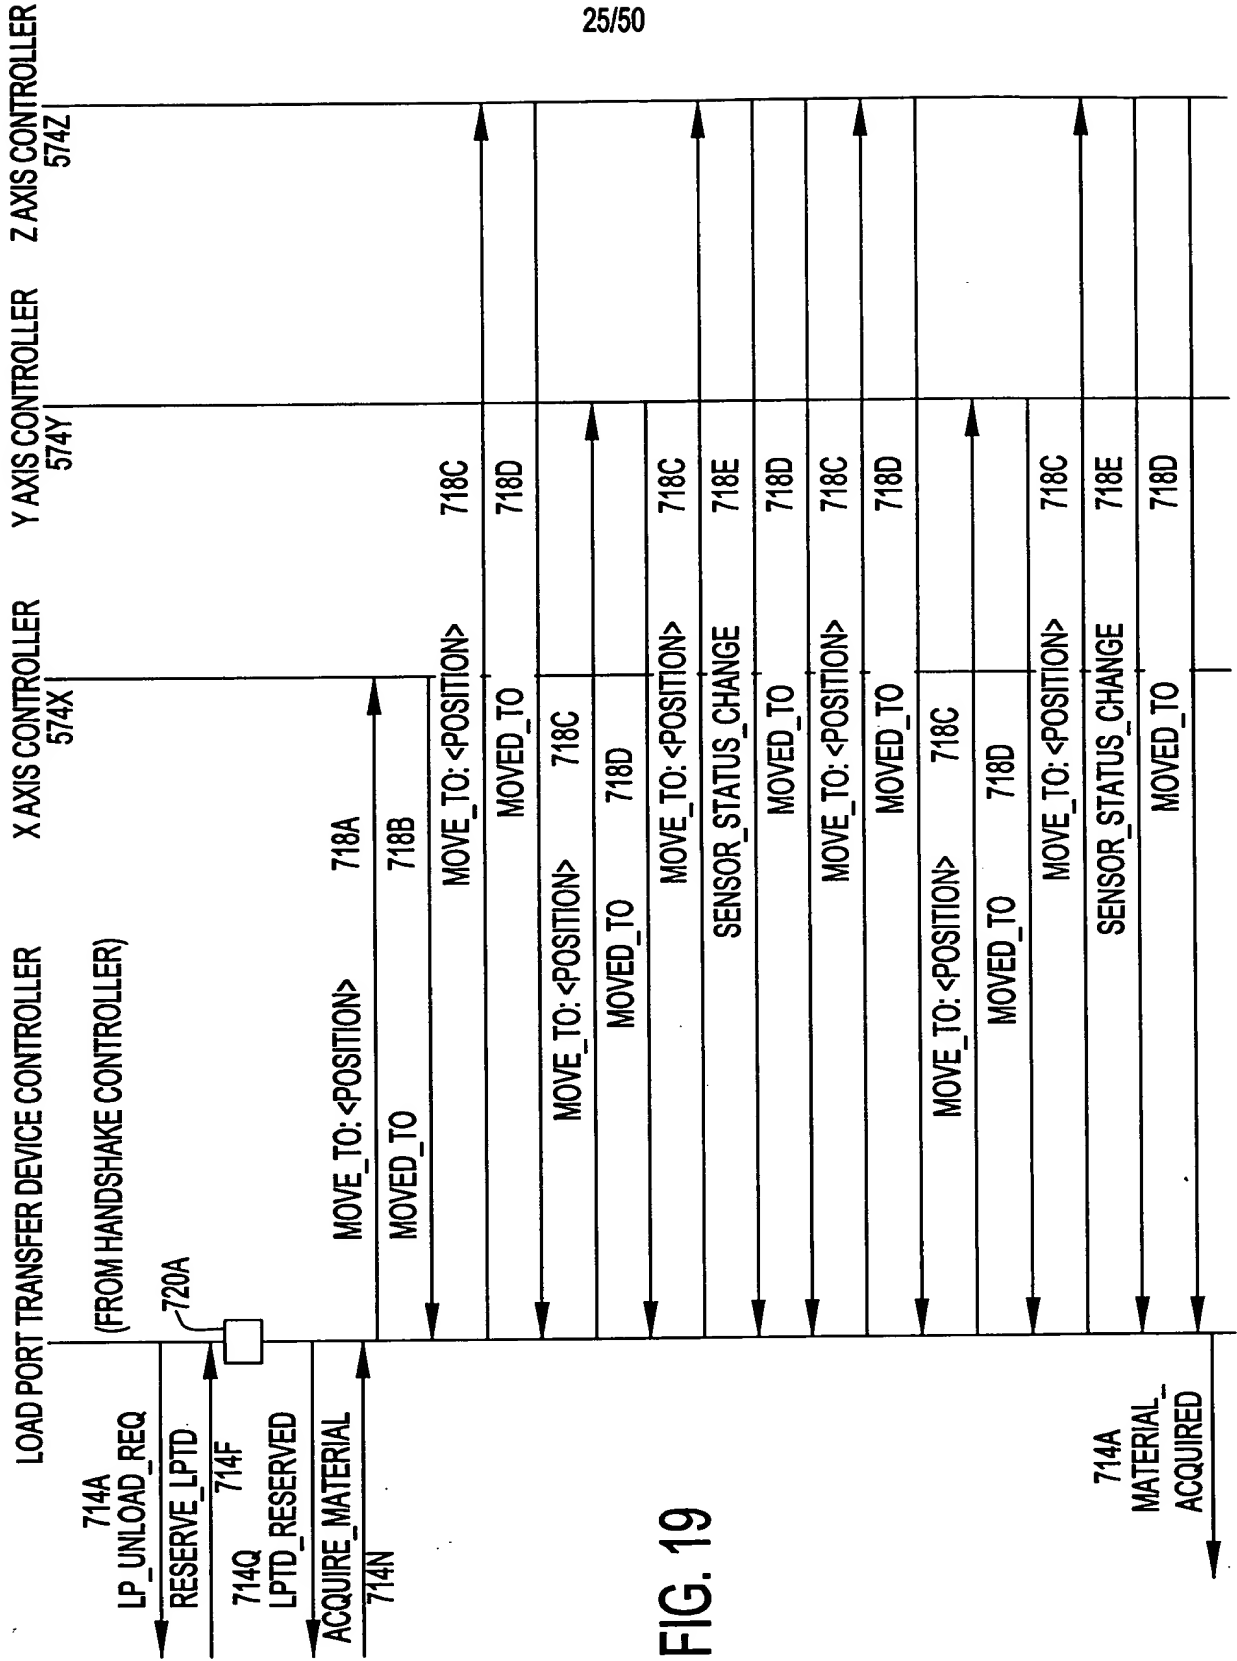 25/50
LOAD PORT TRANSFER DEVICE CONTROLLER
X AXIS CONTROLLER
574X
Y AXIS CONTROLLER
574Y
Z AXIS CONTROLLER
574Z
(FROM HANDSHAKE CONTROLLER)
714A
LP_UNLOAD_REQ
RESERVE_LPTD
714F
720A
714Q
LPTD_RESERVED
ACQUIRE_MATERIAL
714N
MOVE_TO: <POSITION>
718A
MOVED_TO
718B
MOVE_TO: <POSITION>
718C
MOVED_TO
718D
MOVE_TO: <POSITION>
718C
MOVED_TO
718D
MOVE_TO: <POSITION>
718C
SENSOR_STATUS_CHANGE
718E
MOVED_TO
718D
MOVE_TO: <POSITION>
718C
MOVED_TO
718D
MOVE_TO: <POSITION>
718C
MOVED_TO
718D
MOVE_TO: <POSITION>
718C
SENSOR_STATUS_CHANGE
718E
MOVED_TO
718D
714A
MATERIAL_
ACQUIRED
FIG. 19